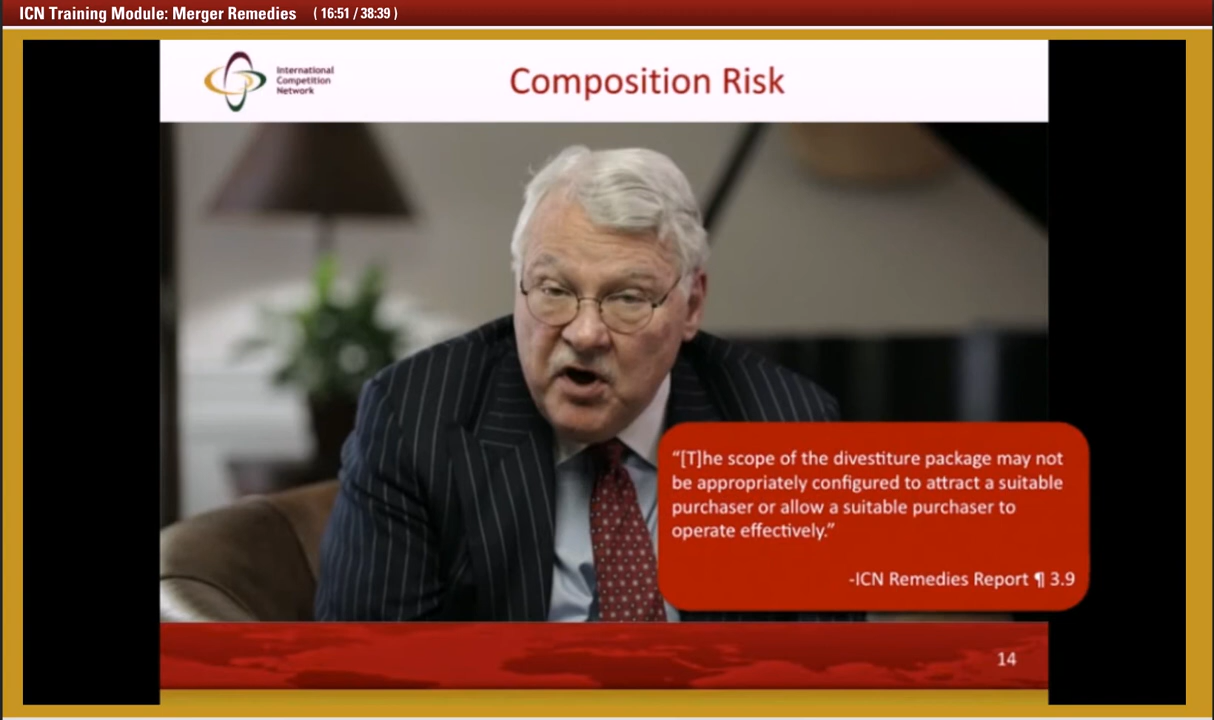 ICN Training Module: Merger Remedies ( 16:51 / 38:39 )
International
Competition
Network
Composition Risk
“[T]he scope of the divestiture package may not
be appropriately configured to attract a suitable
purchaser or allow a suitable purchaser to
operate effectively.”
-ICN Remedies Report ¶ 3.9
14